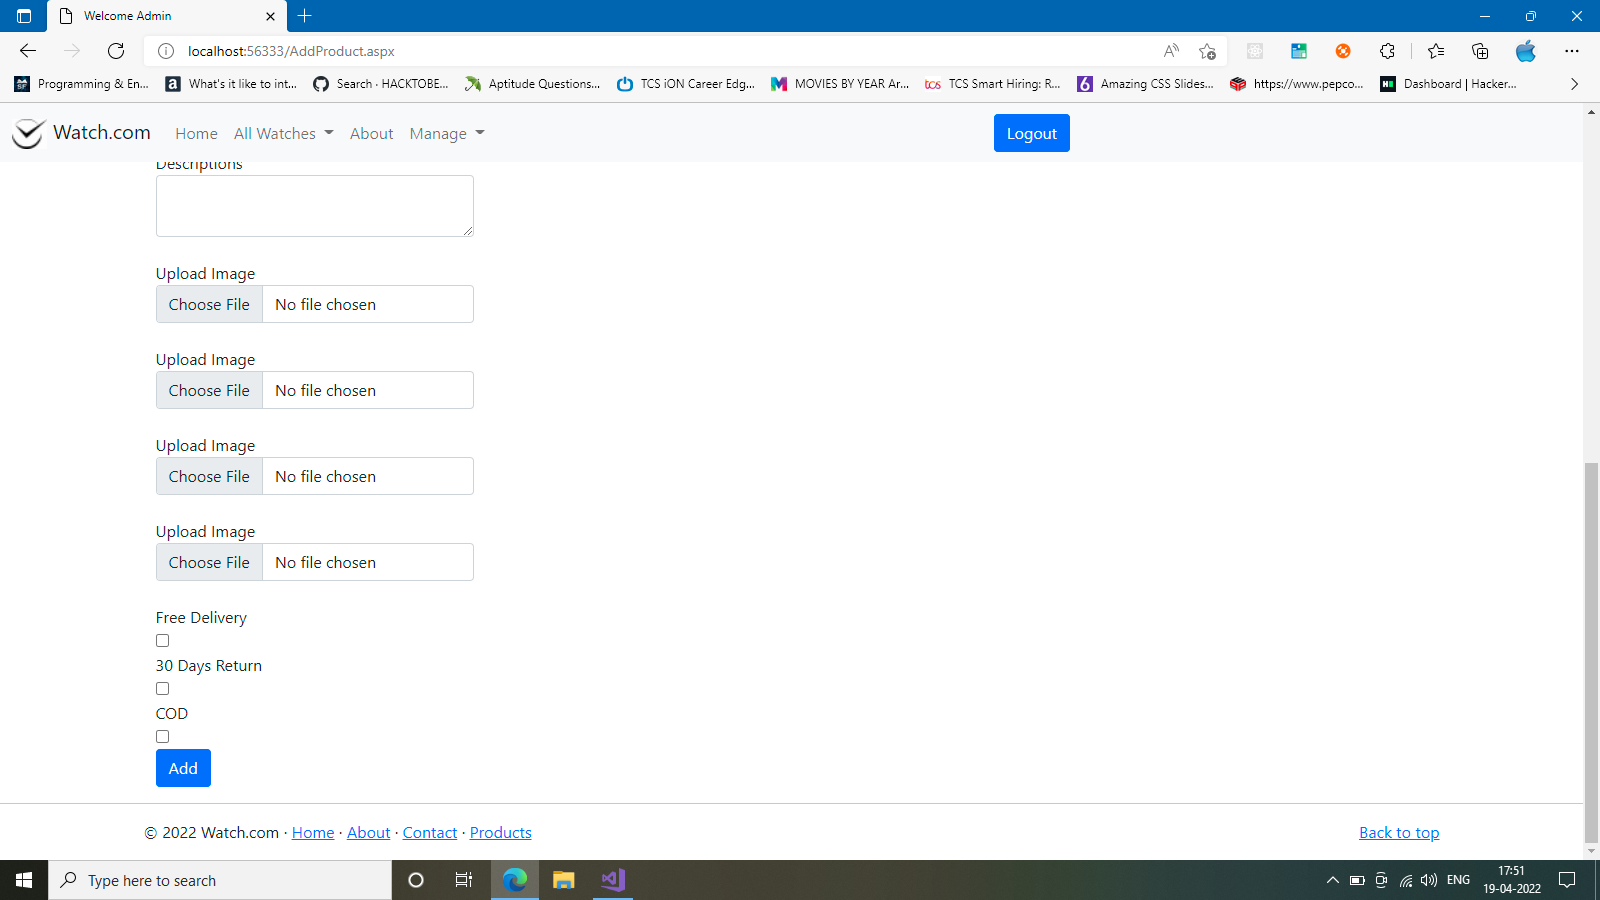 Welcome Admin
localhost:56333/AddProduct.aspx
Programming & En...
What's it like to int...
Search · HACKTOBE...
Aptitude Questions...
TCS iON Career Edg...
MOVIES BY YEAR Ar...
TCS Smart Hiring: R...
Amazing CSS Slides...
https://www.pepco...
Dashboard | Hacker...
Watch.com
Home
All Watches
About
Manage
Logout
Descriptions
Upload Image
Choose File
No file chosen
Upload Image
Choose File
No file chosen
Upload Image
Choose File
No file chosen
Upload Image
Choose File
No file chosen
Free Delivery
30 Days Return
COD
Add
© 2022 Watch.com · Home · About · Contact · Products
Back to top
Type here to search
ENG
17:51
19-04-2022